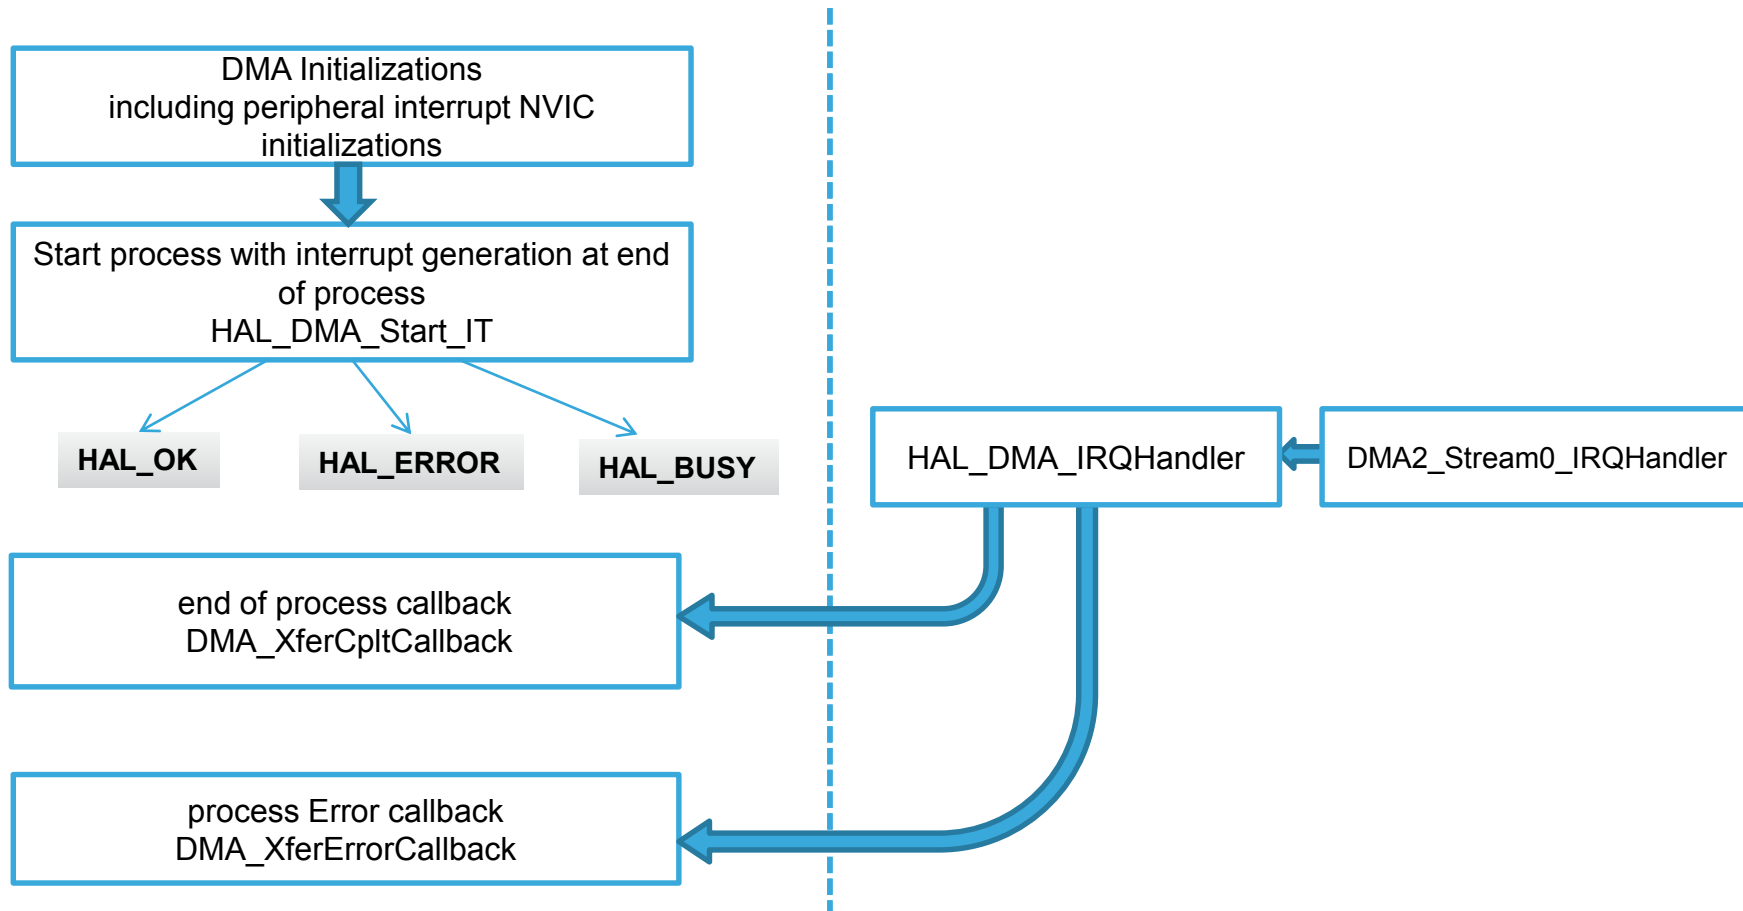 DMA Initializations
including peripheral interrupt NVIC
initializations
Start process with interrupt generation at end
of process
HAL_DMA_Start_IT
HAL_OK
HAL_ERROR
HAL_BUSY
HAL_DMA_IRQHandler
DMA2_Stream0_IRQHandler
end of process callback
DMA_XferCpltCallback
process Error callback
DMA_XferErrorCallback